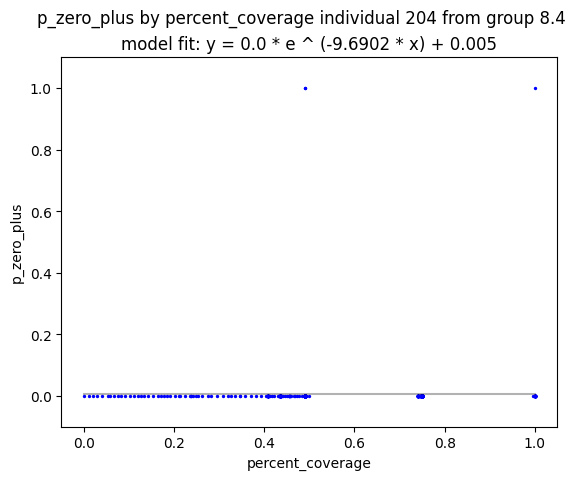 p_zero_plus by percent_coverage individual 204 from group 8.4
model fit: y = 0.0 * e ^ (-9.6902 * x) + 0.005
1.0
0.8
0.6
0.4
0.2
0.0
p_zero_plus
0.0 0.2 0.4 0.6 0.8 1.0
percent_coverage